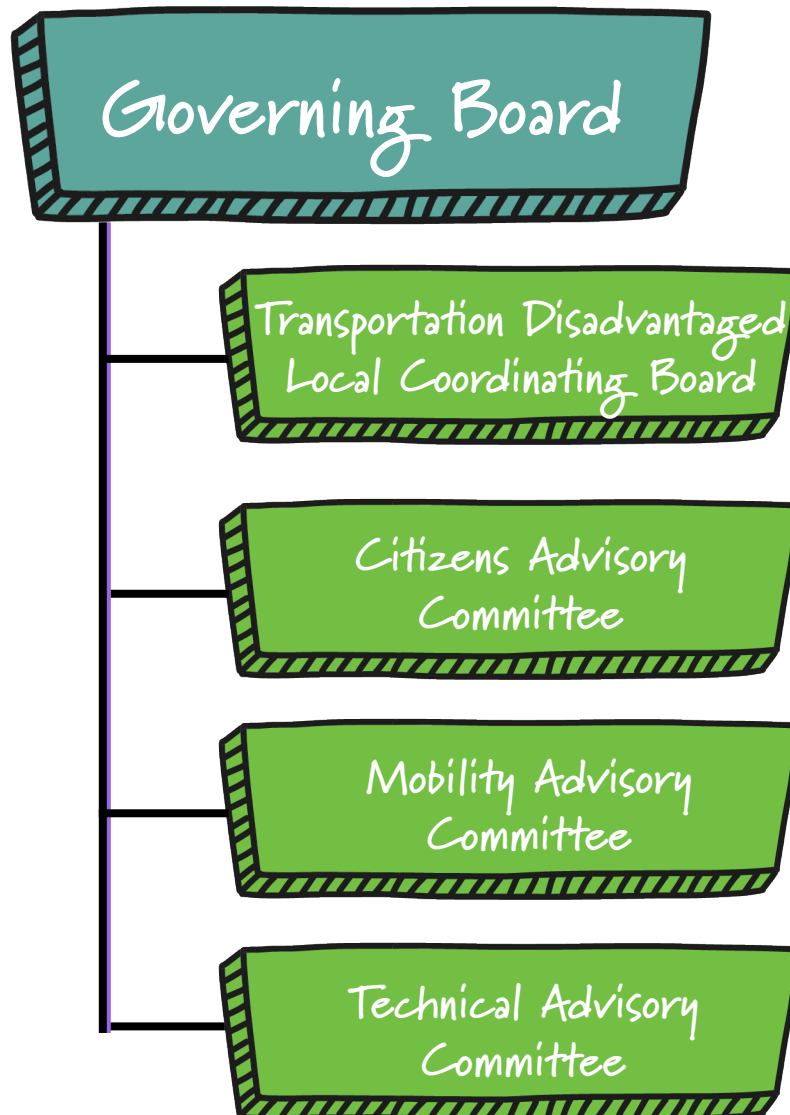 Governing Board
Transportation Disadvantaged
Local Coordinating Board
Citizens Advisory
Committee
Mobility Advisory
Committee
Technical Advisory
Committee